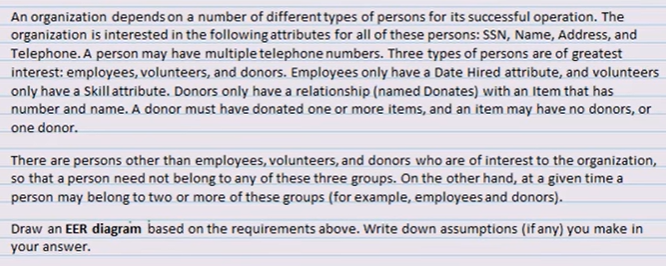 An organization depends on a number of different types of persons for its successful operation. The
organization is interested in the following attributes for all of these persons: SSN, Name, Address, and
Telephone. A person may have multiple telephone numbers. Three types of persons are of greatest
interest: employees, volunteers, and donors. Employees only have a Date Hired attribute, and volunteers
only have a Skill attribute. Donors only have a relationship (named Donates) with an Item that has
number and name. A donor must have donated one or more items, and an item may have no donors, or
one donor.
There are persons other than employees, volunteers, and donors who are of interest to the organization,
so that a person need not belong to any of these three groups. On the other hand, at a given time a
person may belong to two or more of these groups (for example, employees and donors).
Draw an EER diagram based on the requirements above. Write down assumptions (if any) you make in
your answer.